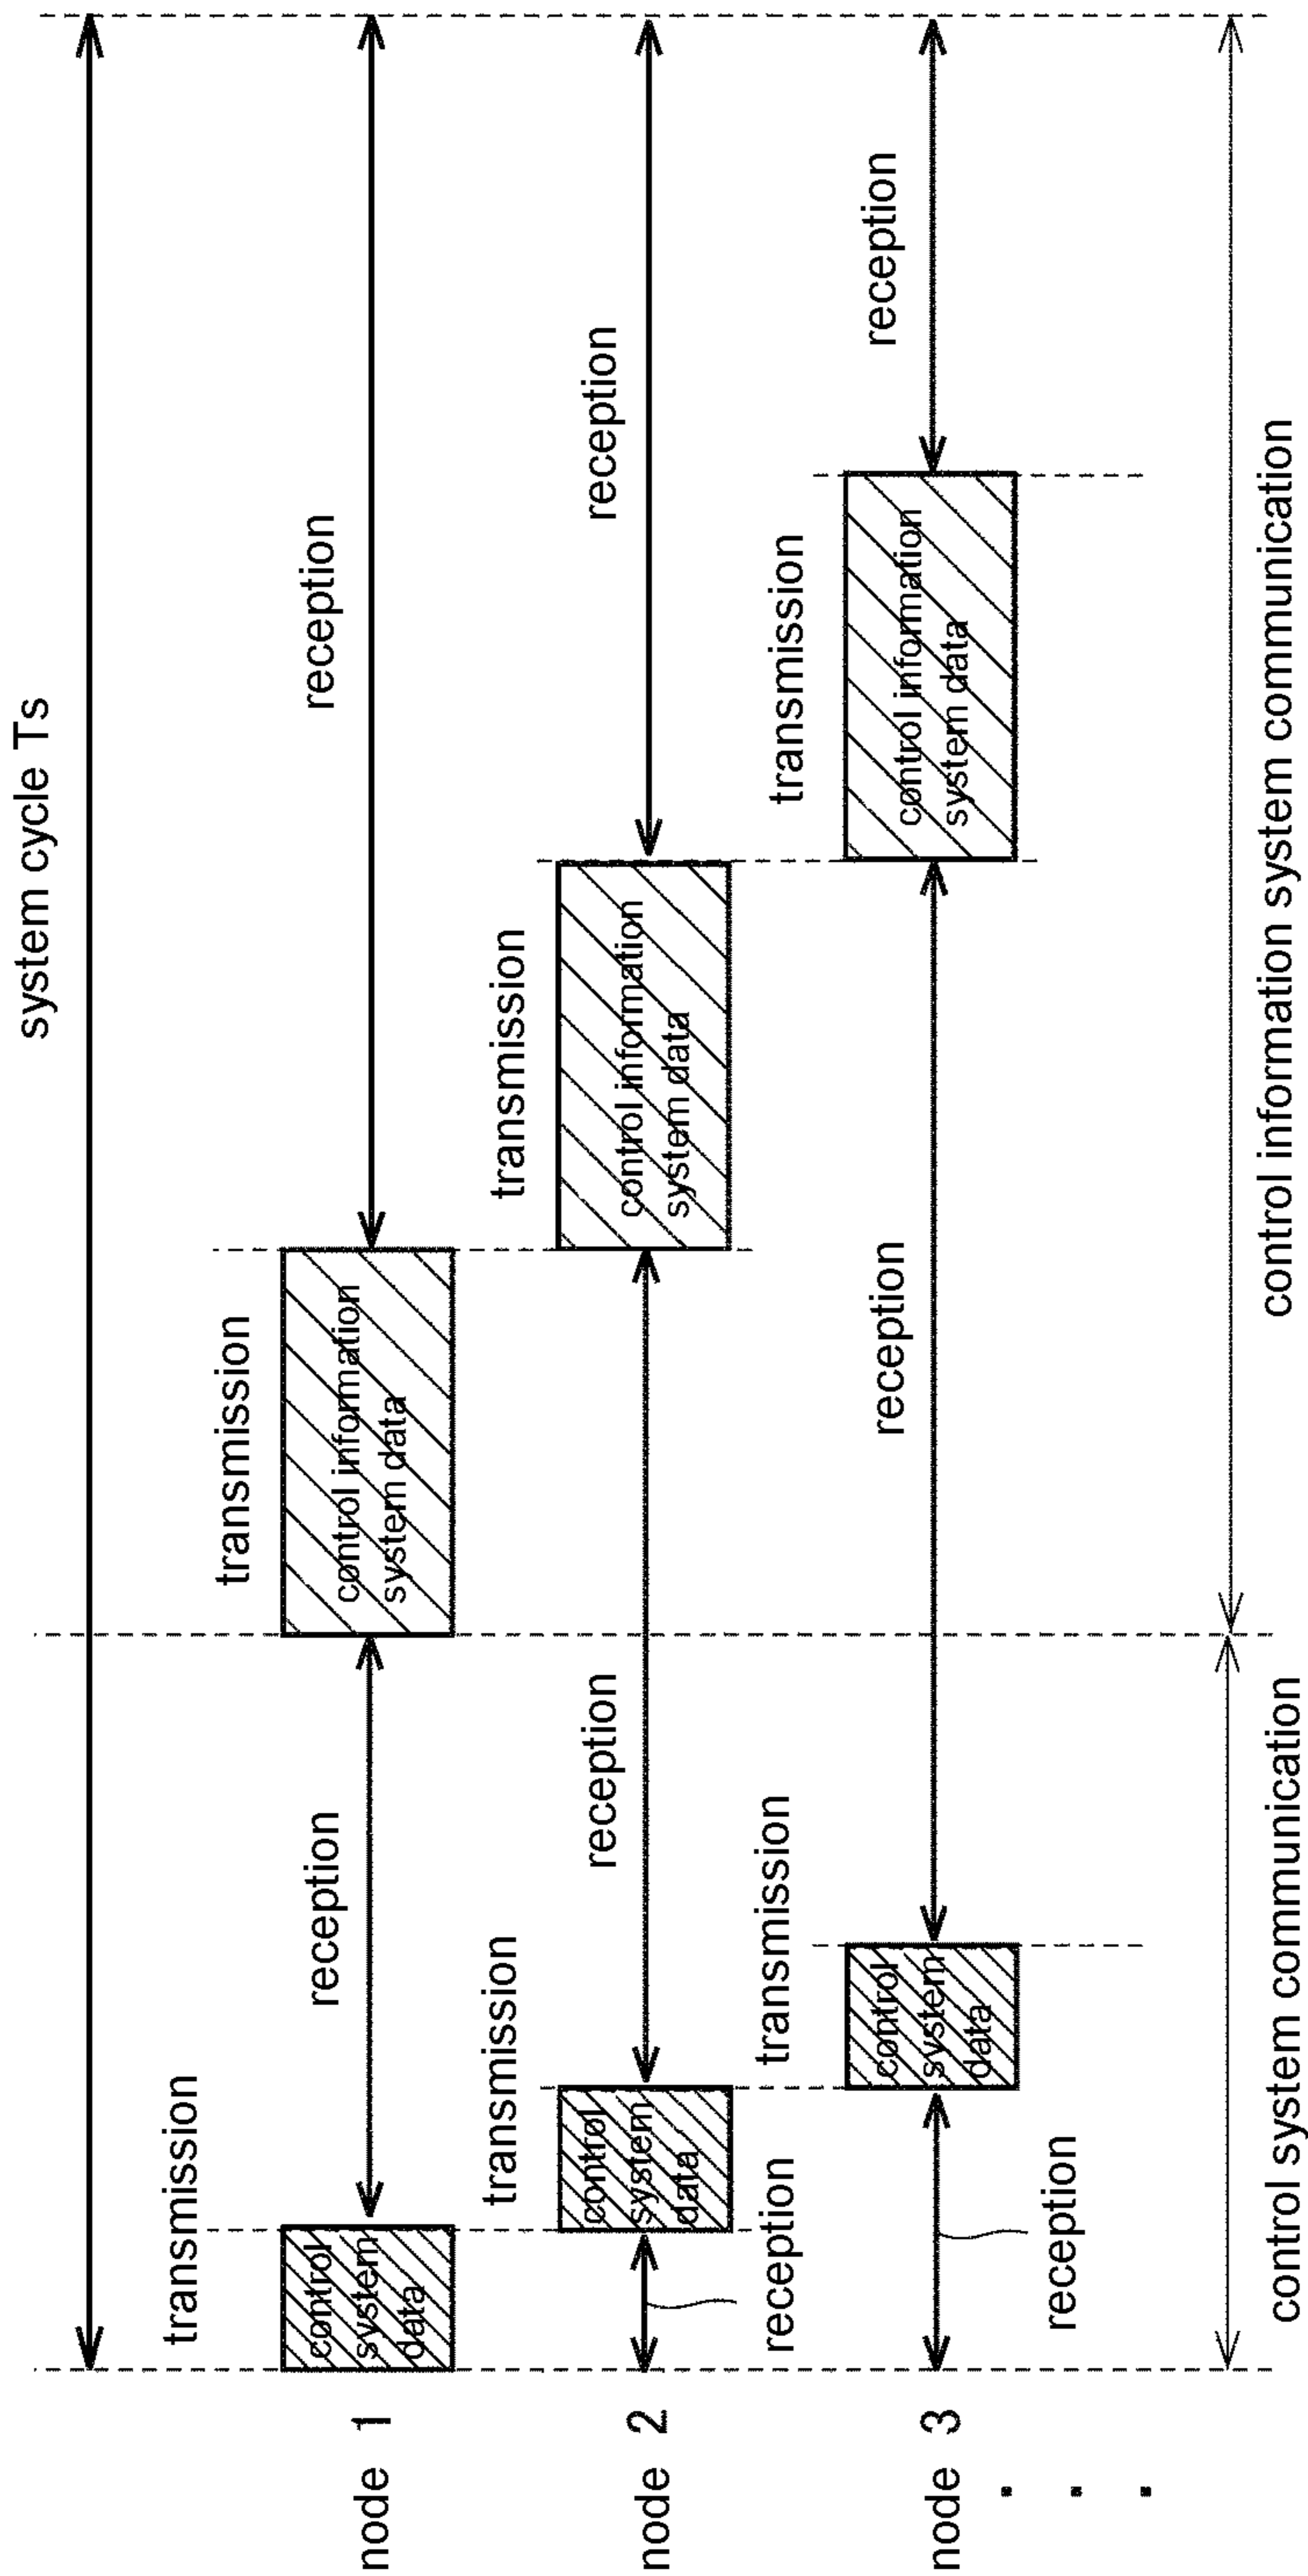 system cycle Ts
transmission
transmission
node 1
control
system
data
reception
control information
system data
reception
transmission
transmission
node 2
control
system
data
reception
reception
control information
system data
reception
transmission
transmission
node 3
control
system
data
reception
reception
control information
system data
reception
control system communication
control information system communication